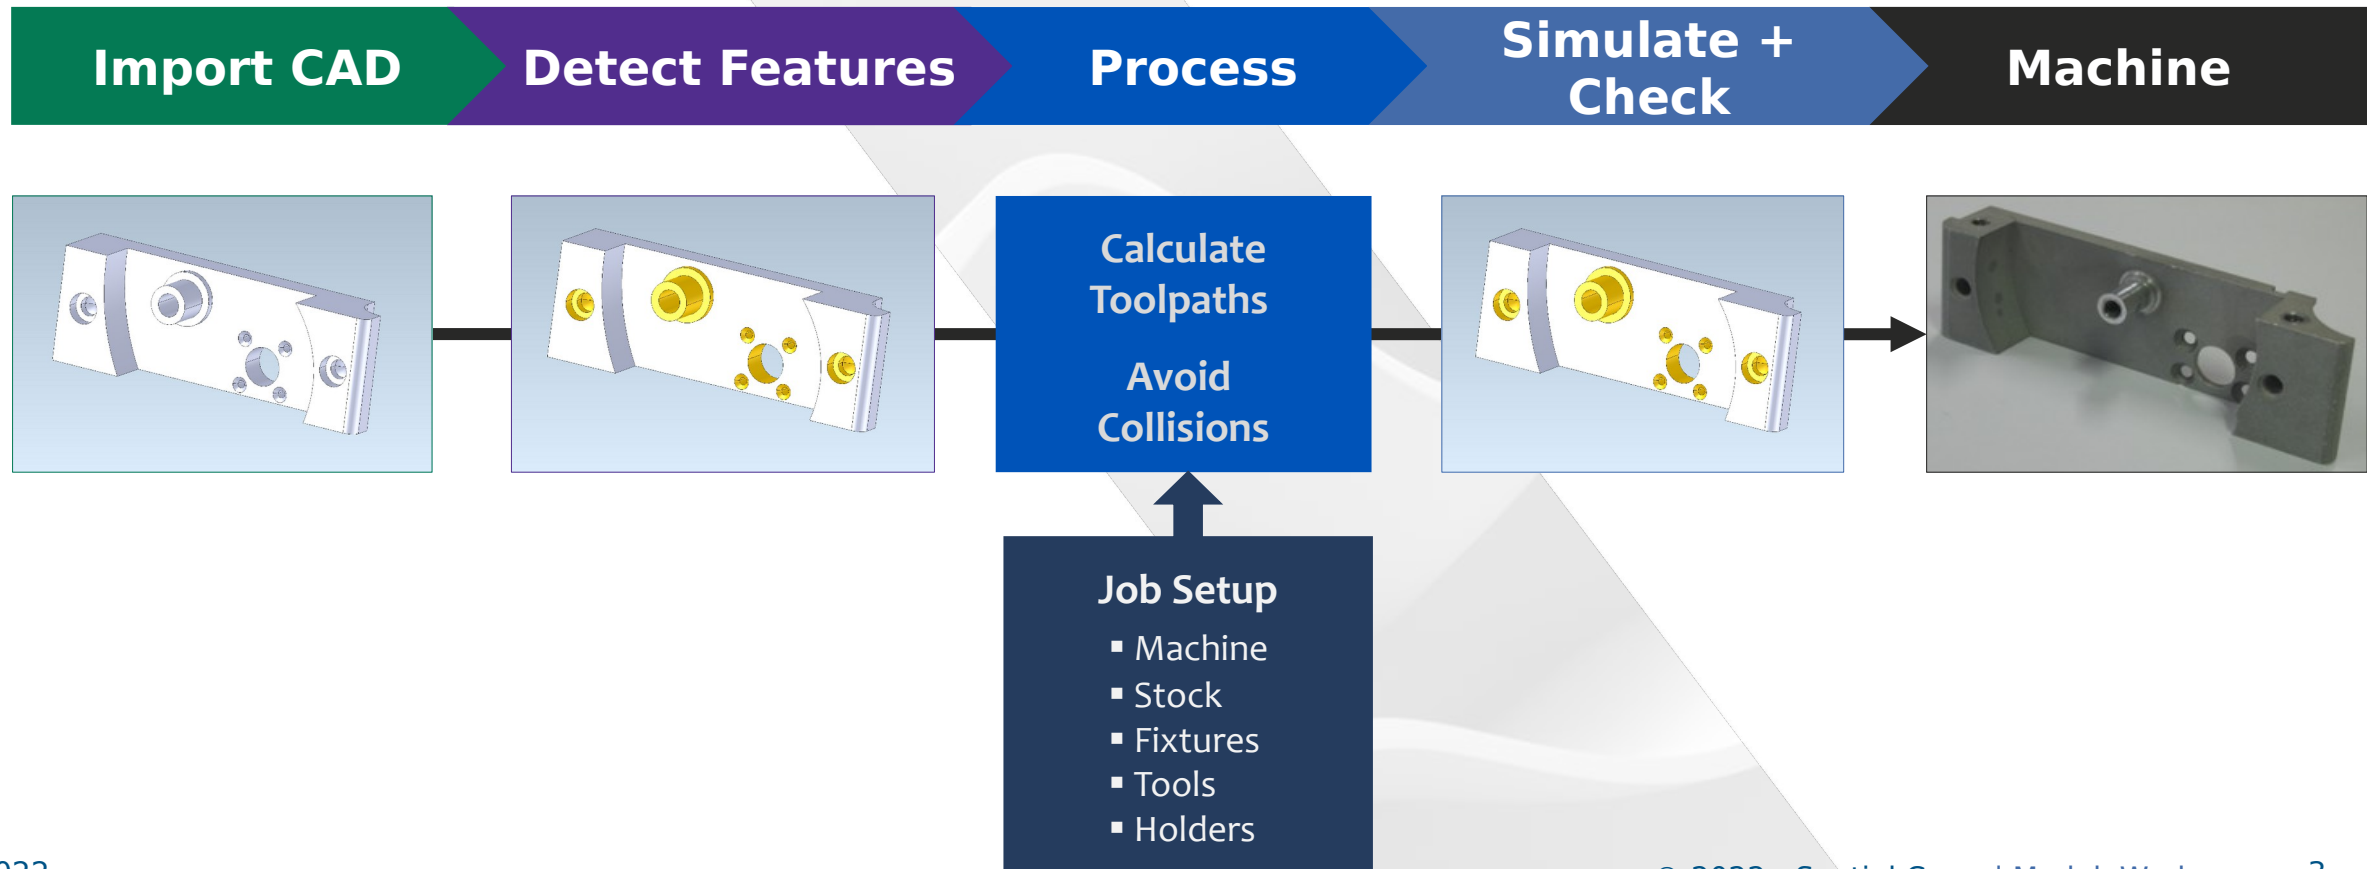 Import CAD
Detect Features
Process
Simulate +
Check
Machine
Calculate
Toolpaths
Avoid
Collisions
Job Setup
▪ Machine
▪ Stock
▪ Fixtures
▪ Tools
▪ Holders